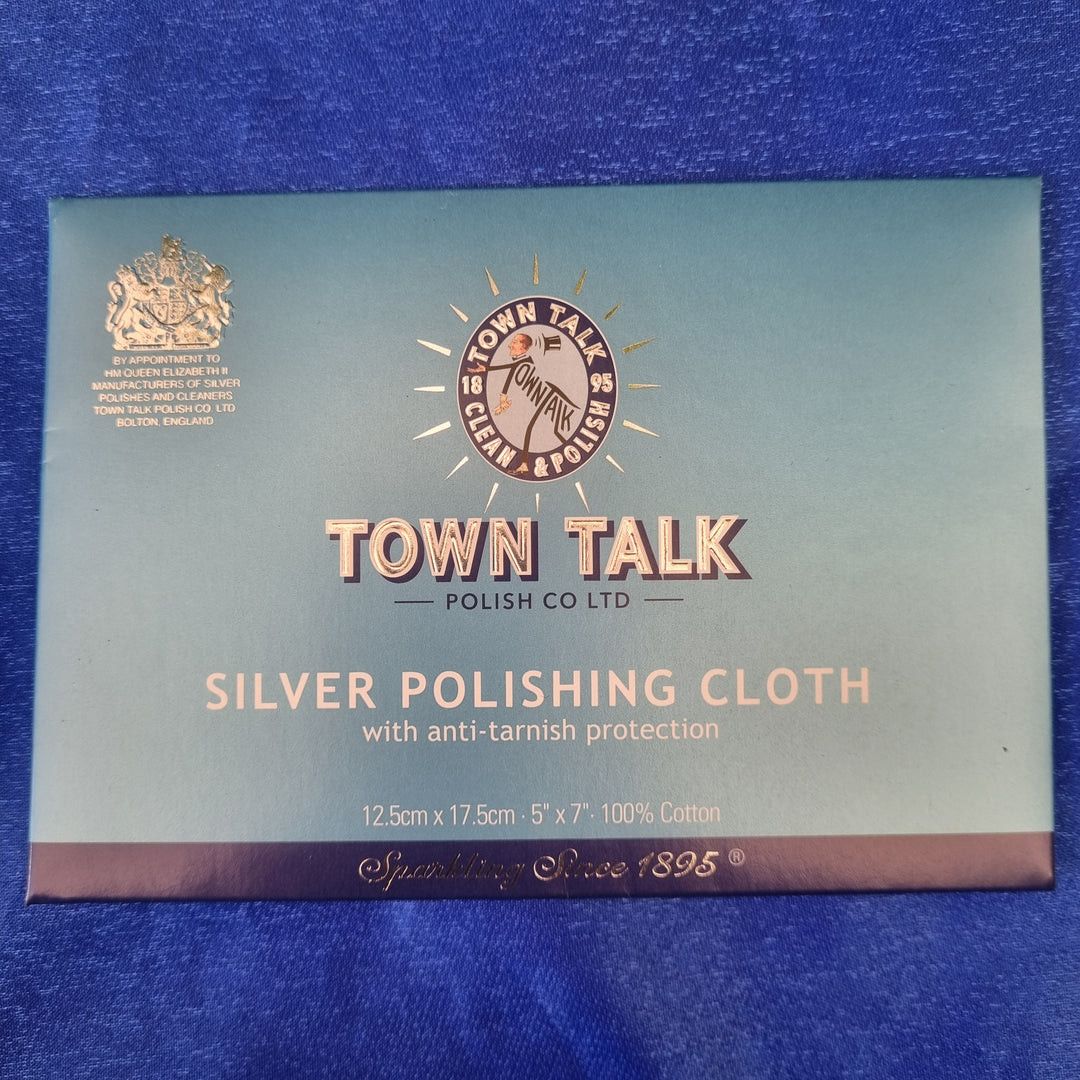 BY APPOINTMENT TO
HM QUEEN ELIZABETH II
MANUFACTURERS OF SILVER
POLISHES AND CLEANERS
TOWN TALK POLISH CO LTD
BOLTON, ENGLAND
TOWN TALK
18 95
TOWN TALK
CLEAN & POLISH
TOWN TALK
POLISH CO LTD
SILVER POLISHING CLOTH
with anti-tarnish protection
12.5cm x 17.5cm · 5" x 7" · 100% Cotton
Sparkling Since 1895 ®